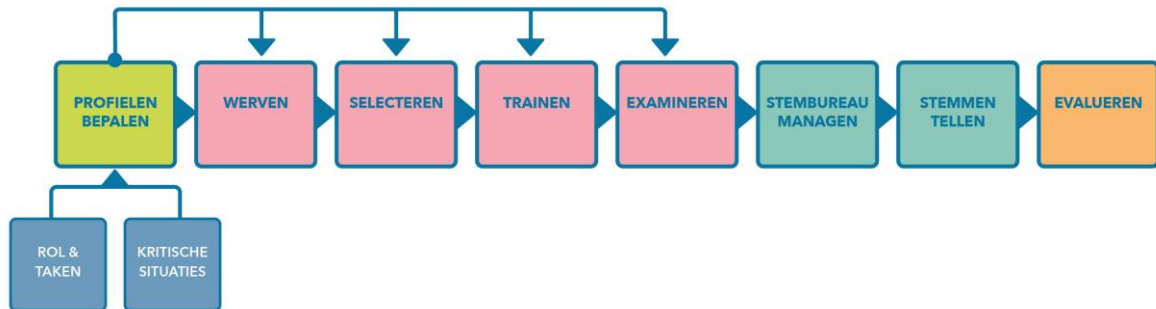 PROFIELEN
BEPALEN
WERVEN
SELECTEREN
TRAINEN
EXAMINEREN
STEMBUREAU
MANAGEN
STEMMEN
TELLEN
EVALUEREN
ROL &
TAKEN
KRITISCHE
SITUATIES